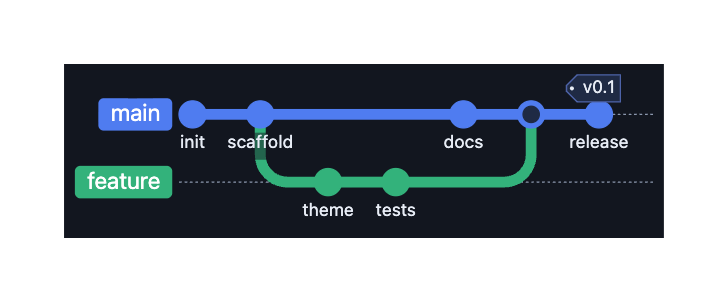 v0.1
main
init
scaffold
docs
release
feature
theme
tests